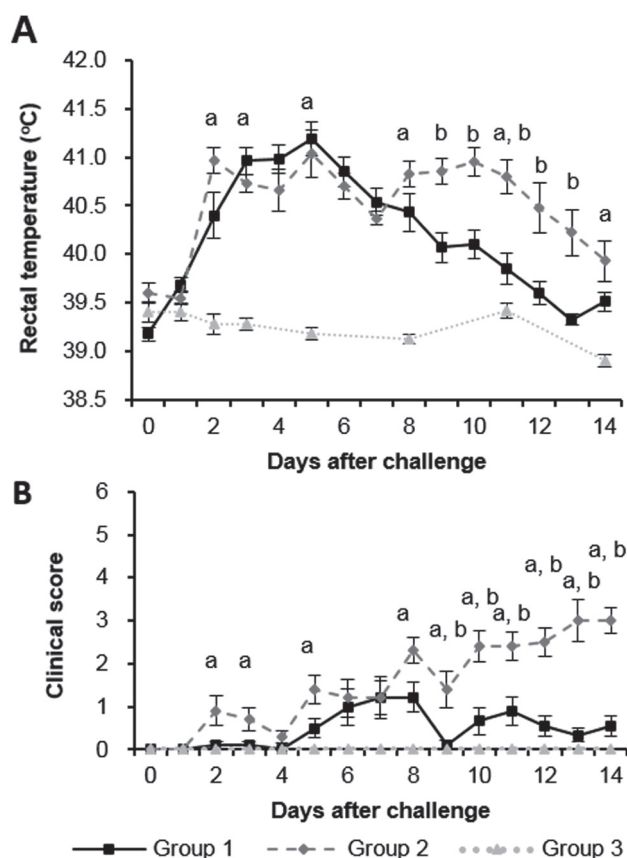 A
42.0
41.5
41.0
40.5
40.0
39.5
39.0
38.5
Rectal temperature (ºC)
a a a a b b a, b b b a
0 2 4 6 8 10 12 14
Days after challenge
B
6
5
4
3
2
1
0
Clinical score
a a a a a, b a, b a, b a, b a, b a, b
0 2 4 6 8 10 12 14
Days after challenge
Group 1 Group 2 Group 3